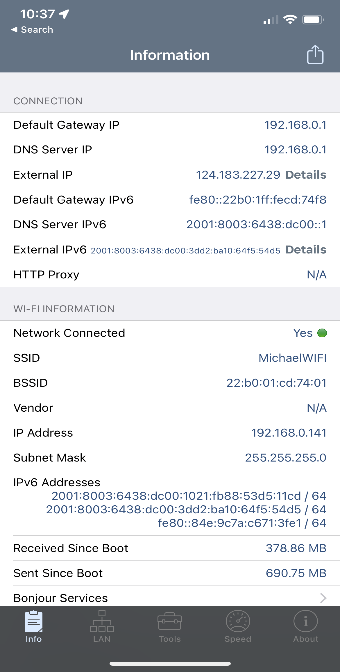 10:37
◀ Search
Information
CONNECTION
Default Gateway IP 192.168.0.1
DNS Server IP 192.168.0.1
External IP 124.183.227.29 Details
Default Gateway IPv6 fe80::22b0:1ff:fecd:74f8
DNS Server IPv6 2001:8003:6438:dc00::1
External IPv6 2001:8003:6438:dc00:3dd2:ba10:64f5:54d5 Details
HTTP Proxy N/A
WI-FI INFORMATION
Network Connected Yes
SSID MichaelWIFI
BSSID 22:b0:01:cd:74:01
Vendor N/A
IP Address 192.168.0.141
Subnet Mask 255.255.255.0
IPv6 Addresses
2001:8003:6438:dc00:1021:fb88:53d5:11cd / 64
2001:8003:6438:dc00:3dd2:ba10:64f5:54d5 / 64
fe80::84e:9c7a:c671:3fe1 / 64
Received Since Boot 378.86 MB
Sent Since Boot 690.75 MB
Bonjour Services
Info LAN Tools Speed About